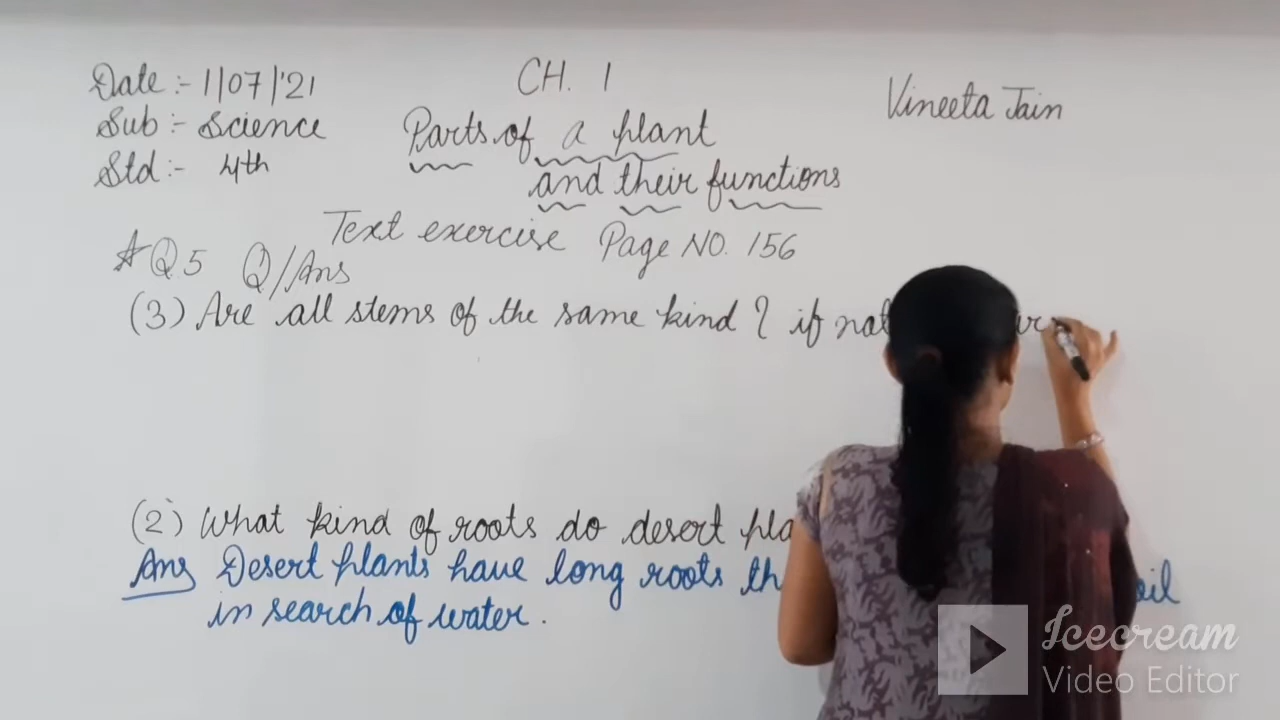 Date :- 1/07/'21
CH. 1
Vineeta Jain
Sub :- Science
Parts of a plant
Std :- 4th
and their functions
Text exercise Page NO. 156
* Q.5 Q/Ans
(3) Are all stems of the same kind ? if not
(2) What kind of roots do desert
Ans Desert plants have long roots
in search of water .
Icecream
Video Editor